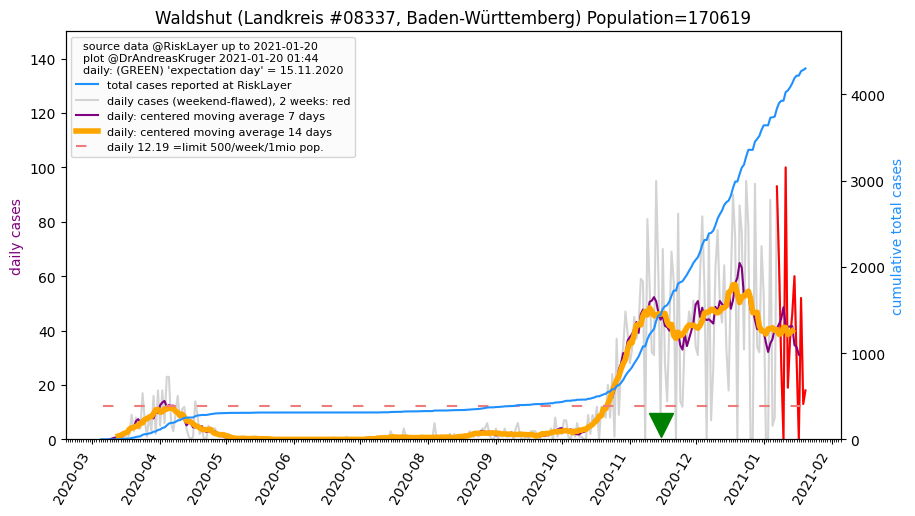 Waldshut (Landkreis #08337, Baden-Württemberg) Population=170619
source data @RiskLayer up to 2021-01-20
plot @DrAndreasKruger 2021-01-20 01:44
daily: (GREEN) 'expectation day' = 15.11.2020
total cases reported at RiskLayer
daily cases (weekend-flawed), 2 weeks: red
daily: centered moving average 7 days
daily: centered moving average 14 days
daily 12.19 =limit 500/week/1mio pop.
daily cases
140
120
100
80
60
40
20
0
cumulative total cases
4000
3000
2000
1000
0
2020-03
2020-04
2020-05
2020-06
2020-07
2020-08
2020-09
2020-10
2020-11
2020-12
2021-01
2021-02